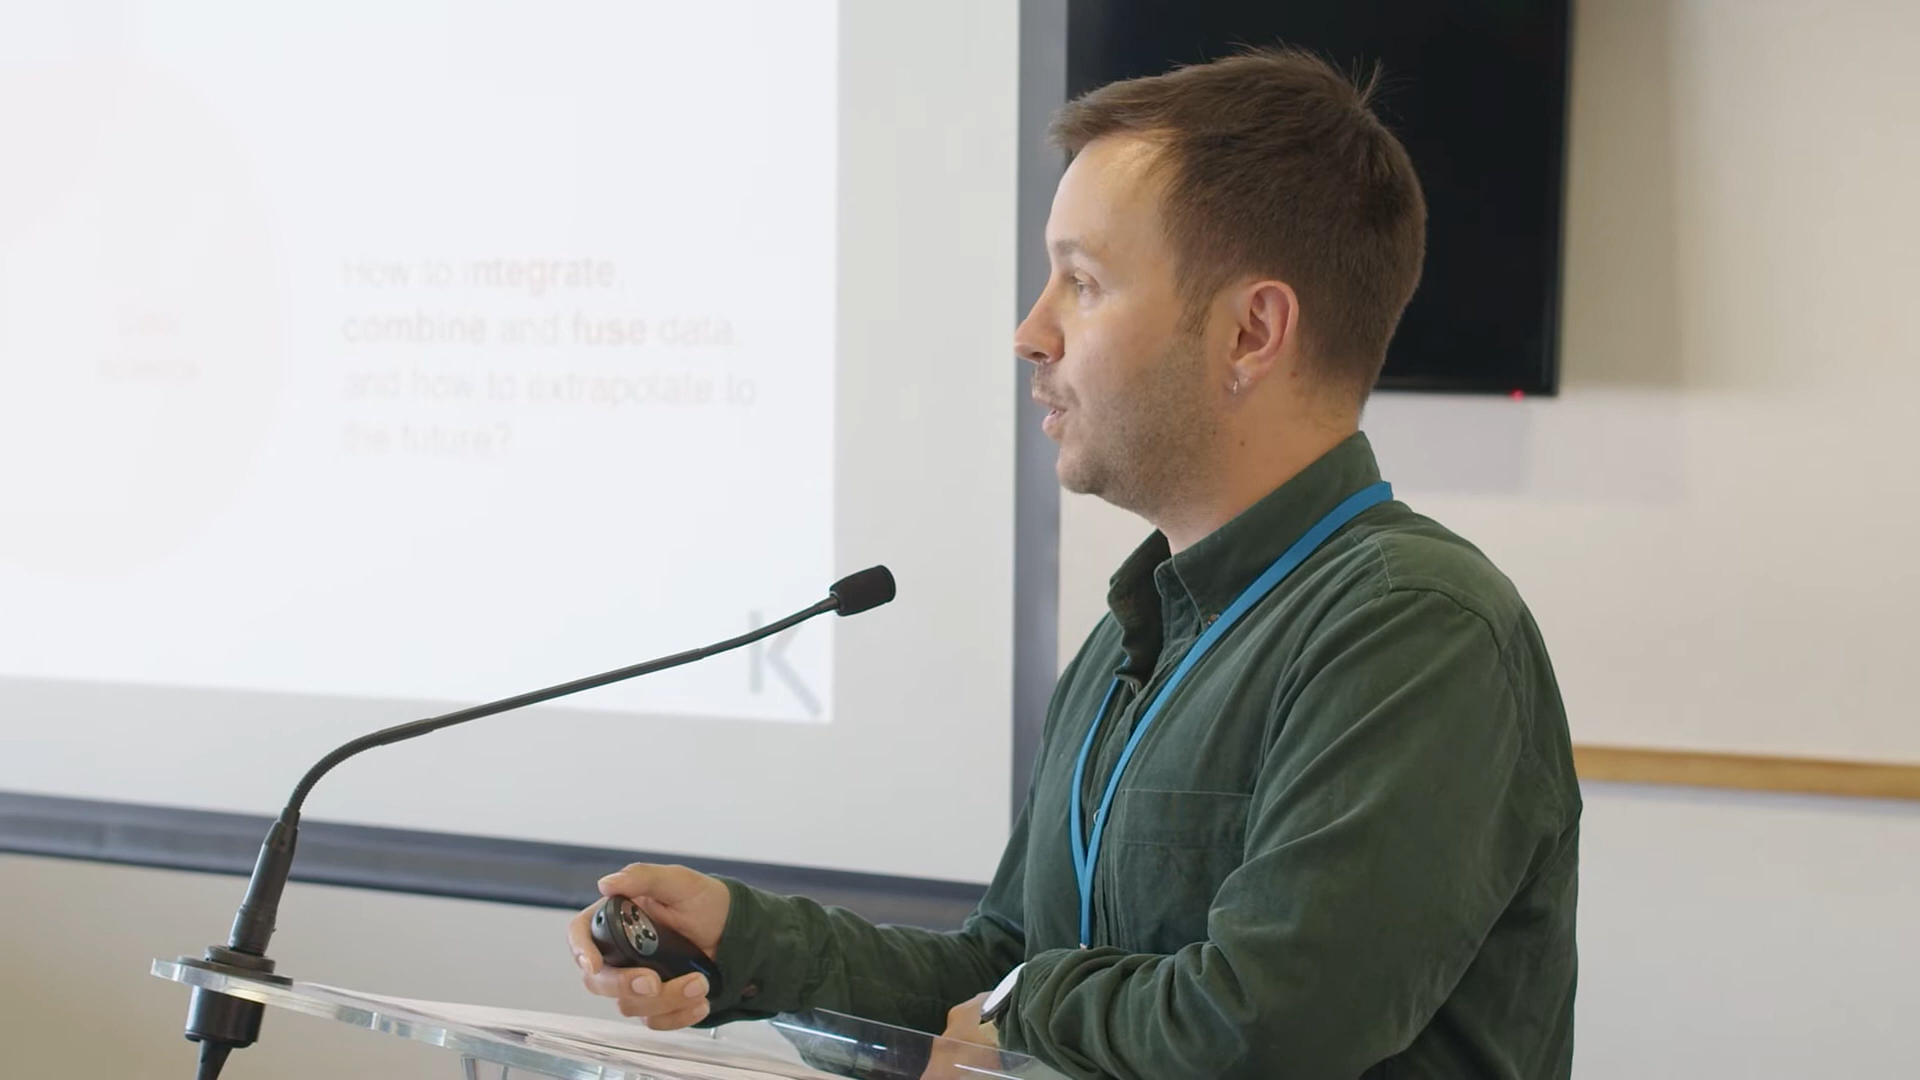 How to integrate,
combine and fuse data,
and how to extrapolate to
the future?
K